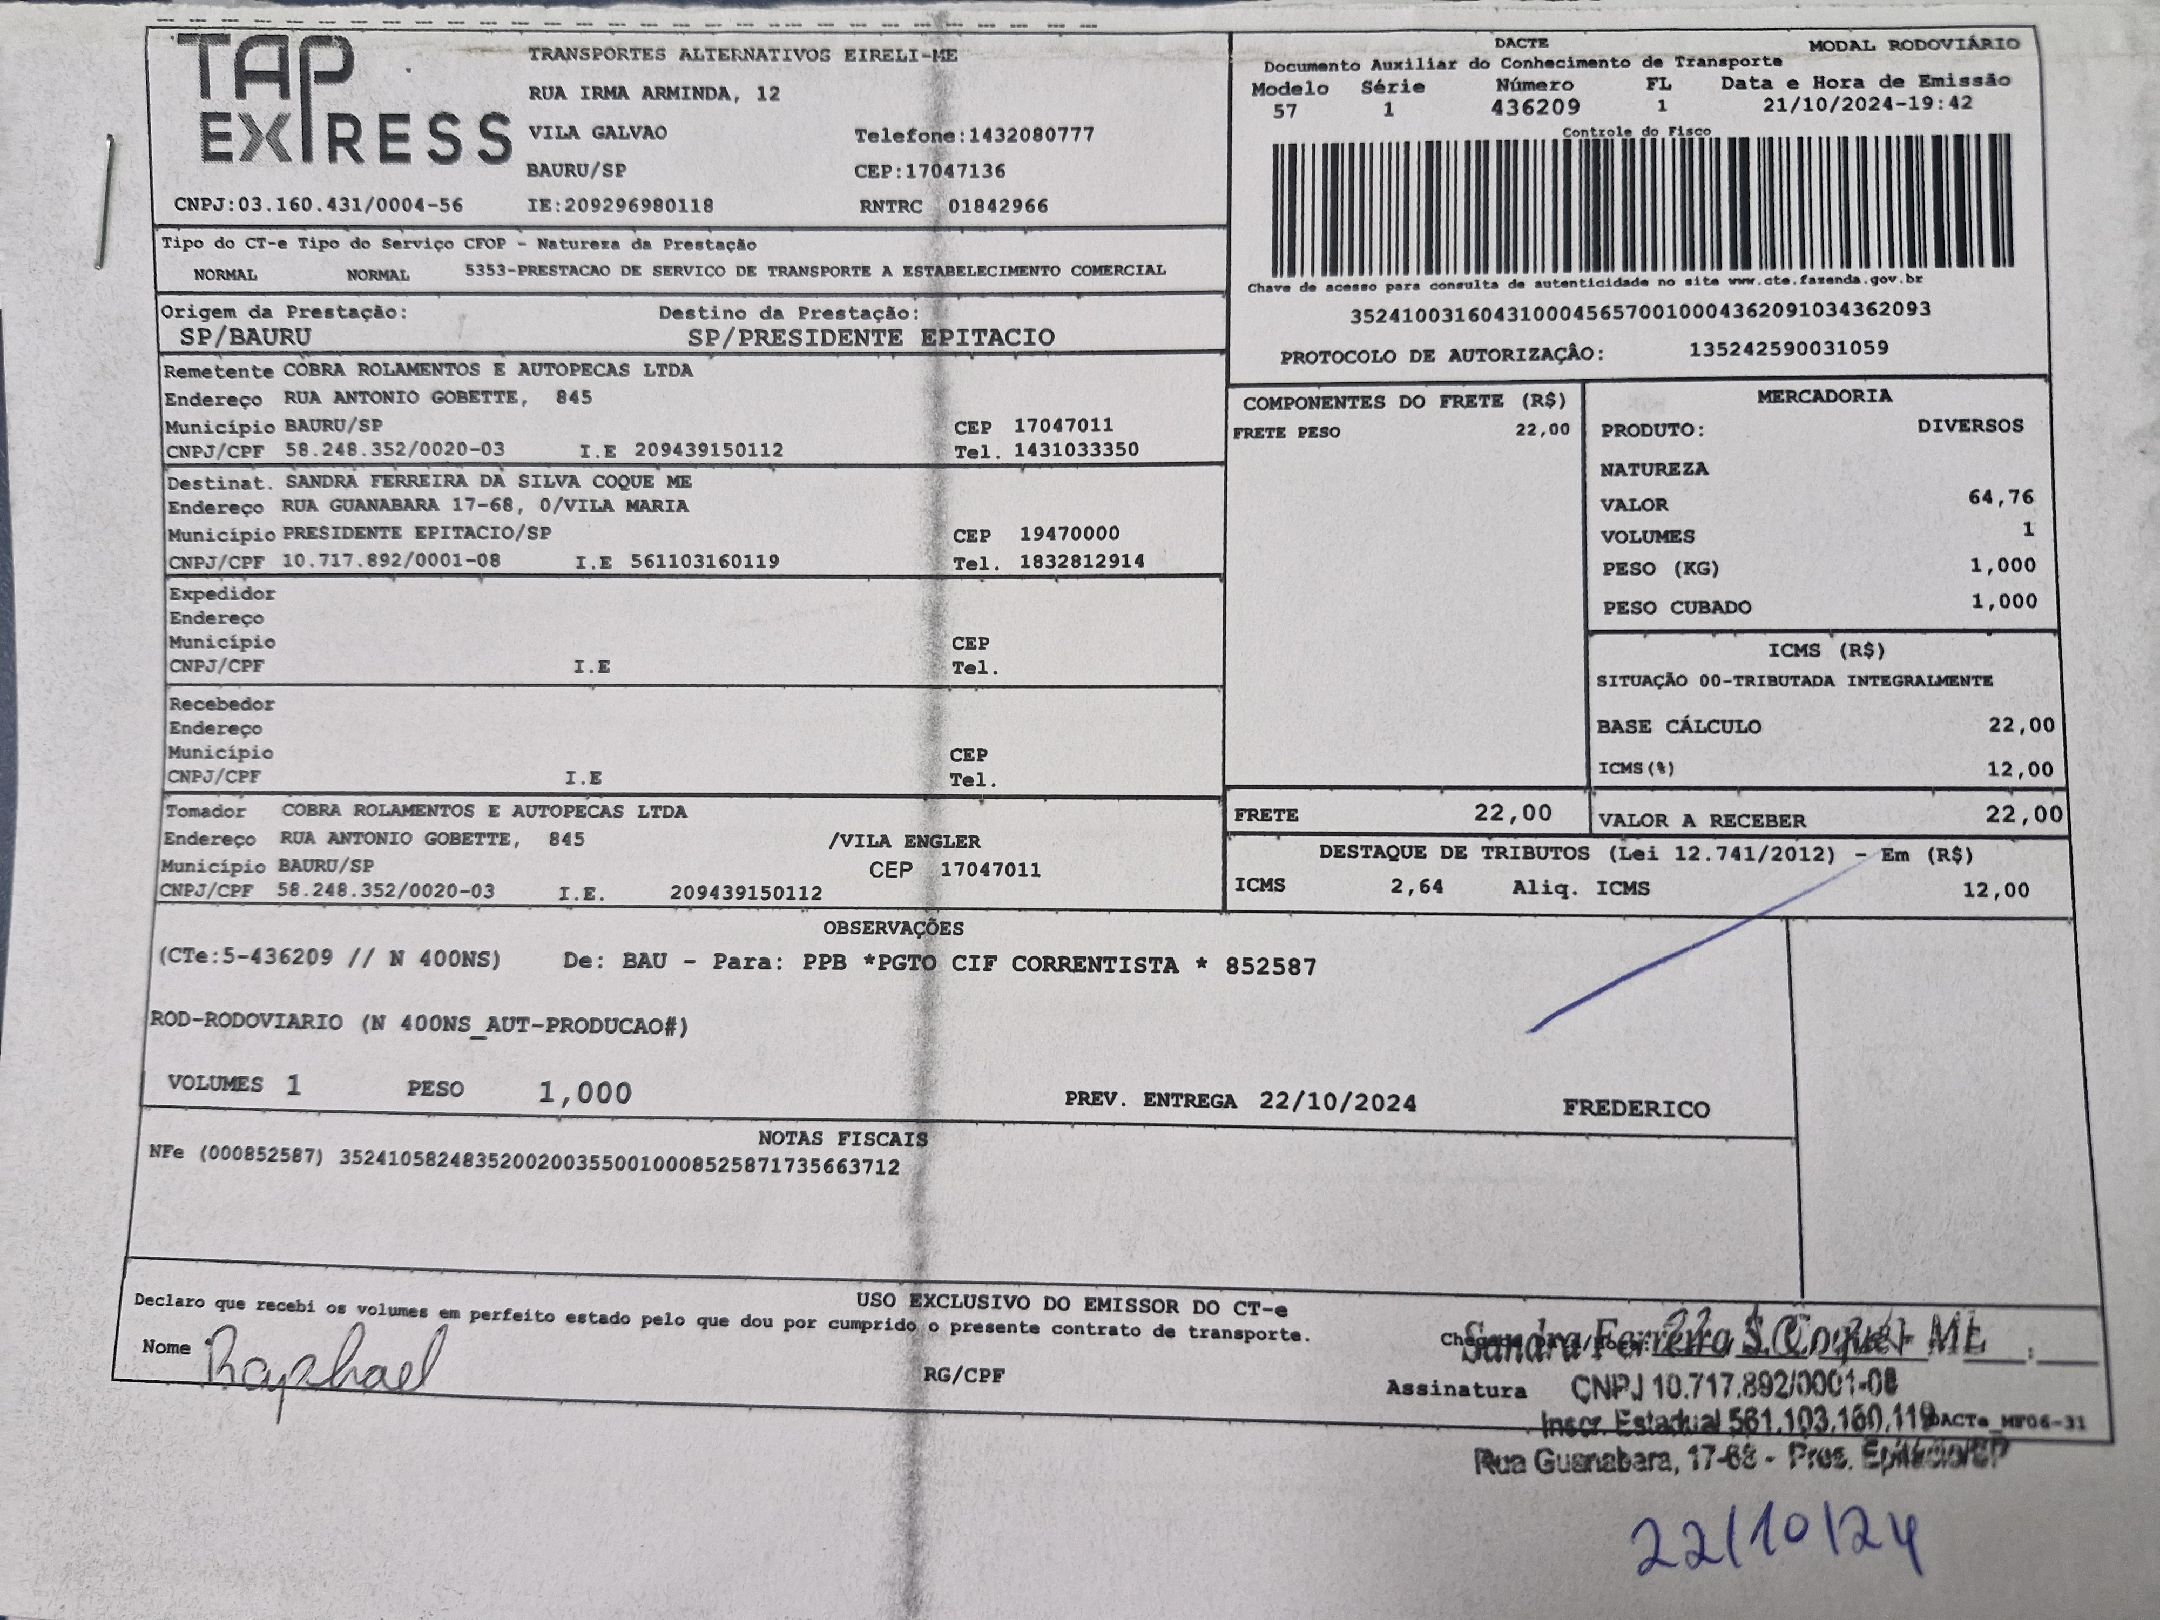 TAP EXPRESS
TRANSPORTES ALTERNATIVOS EIRELI-ME
RUA IRMA ARMINDA, 12
VILA GALVAO Telefone:1432080777
BAURU/SP CEP:17047136
CNPJ:03.160.431/0004-56 IE:209296980118 RNTRC 01842966
DACTE MODAL RODOVIÁRIO
Documento Auxiliar do Conhecimento de Transporte
Modelo Série Número FL Data e Hora de Emissão
57 1 436209 1 21/10/2024-19:42
Controle do Fisco
Chave de acesso para consulta de autenticidade no site www.cte.fazenda.gov.br
35241003160431000456570010004362091034362093
PROTOCOLO DE AUTORIZAÇÂO: 135242590031059
Tipo do CT-e Tipo do Serviço CFOP - Natureza da Prestação
NORMAL NORMAL 5353-PRESTACAO DE SERVICO DE TRANSPORTE A ESTABELECIMENTO COMERCIAL
Origem da Prestação: Destino da Prestação:
SP/BAURU SP/PRESIDENTE EPITACIO
Remetente COBRA ROLAMENTOS E AUTOPECAS LTDA
Endereço RUA ANTONIO GOBETTE, 845
Município BAURU/SP CEP 17047011
CNPJ/CPF 58.248.352/0020-03 I.E 209439150112 Tel. 1431033350
Destinat. SANDRA FERREIRA DA SILVA COQUE ME
Endereço RUA GUANABARA 17-68, 0/VILA MARIA
Município PRESIDENTE EPITACIO/SP CEP 19470000
CNPJ/CPF 10.717.892/0001-08 I.E 561103160119 Tel. 1832812914
Expedidor
Endereço
Município CEP
CNPJ/CPF I.E Tel.
Recebedor
Endereço
Município CEP
CNPJ/CPF I.E Tel.
Tomador COBRA ROLAMENTOS E AUTOPECAS LTDA
Endereço RUA ANTONIO GOBETTE, 845 /VILA ENGLER
Município BAURU/SP CEP 17047011
CNPJ/CPF 58.248.352/0020-03 I.E. 209439150112
COMPONENTES DO FRETE (R$)
FRETE PESO 22,00
MERCADORIA
PRODUTO: DIVERSOS
NATUREZA
VALOR 64,76
VOLUMES 1
PESO (KG) 1,000
PESO CUBADO 1,000
ICMS (R$)
SITUAÇÃO 00-TRIBUTADA INTEGRALMENTE
BASE CÁLCULO 22,00
ICMS(%) 12,00
FRETE 22,00 VALOR A RECEBER 22,00
DESTAQUE DE TRIBUTOS (Lei 12.741/2012) - Em (R$)
ICMS 2,64 Aliq. ICMS 12,00
OBSERVAÇÕES
(CTe:5-436209 // N 400NS) De: BAU - Para: PPB *PGTO CIF CORRENTISTA * 852587
ROD-RODOVIARIO (N 400NS_AUT-PRODUCAO#)
VOLUMES 1 PESO 1,000 PREV. ENTREGA 22/10/2024 FREDERICO
NOTAS FISCAIS
NFe (000852587) 35241058248352002003550010008525871735663712
USO EXCLUSIVO DO EMISSOR DO CT-e
Declaro que recebi os volumes em perfeito estado pelo que dou por cumprido o presente contrato de transporte.
Nome Raphael RG/CPF
Sandra Ferreira S. Coque - ME
Assinatura CNPJ 10.717.892/0001-08
Inscr. Estadual 561.103.160.119 DACTe_MF06-31
Rua Guanabara, 17-68 - Pres. Epitácio/SP
22/10/24